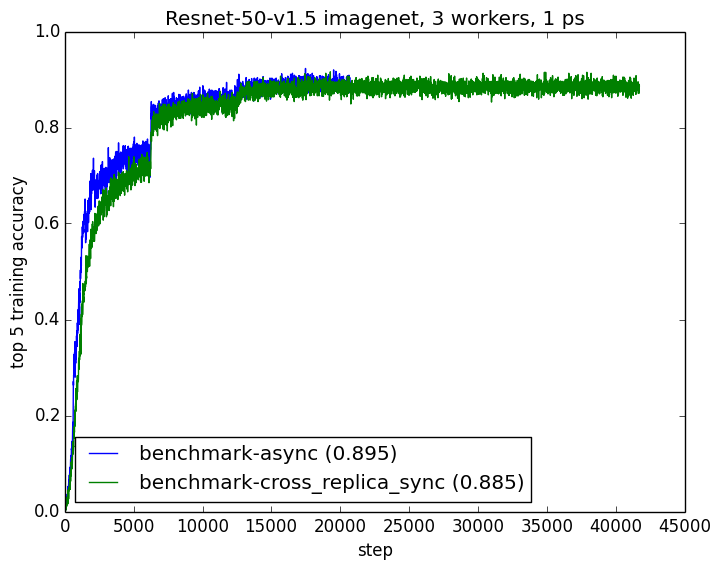 Resnet-50-v1.5 imagenet, 3 workers, 1 ps
1.0
0.8
0.6
0.4
0.2
0.0
top 5 training accuracy
benchmark-async (0.895)
benchmark-cross_replica_sync (0.885)
0 5000 10000 15000 20000 25000 30000 35000 40000 45000
step